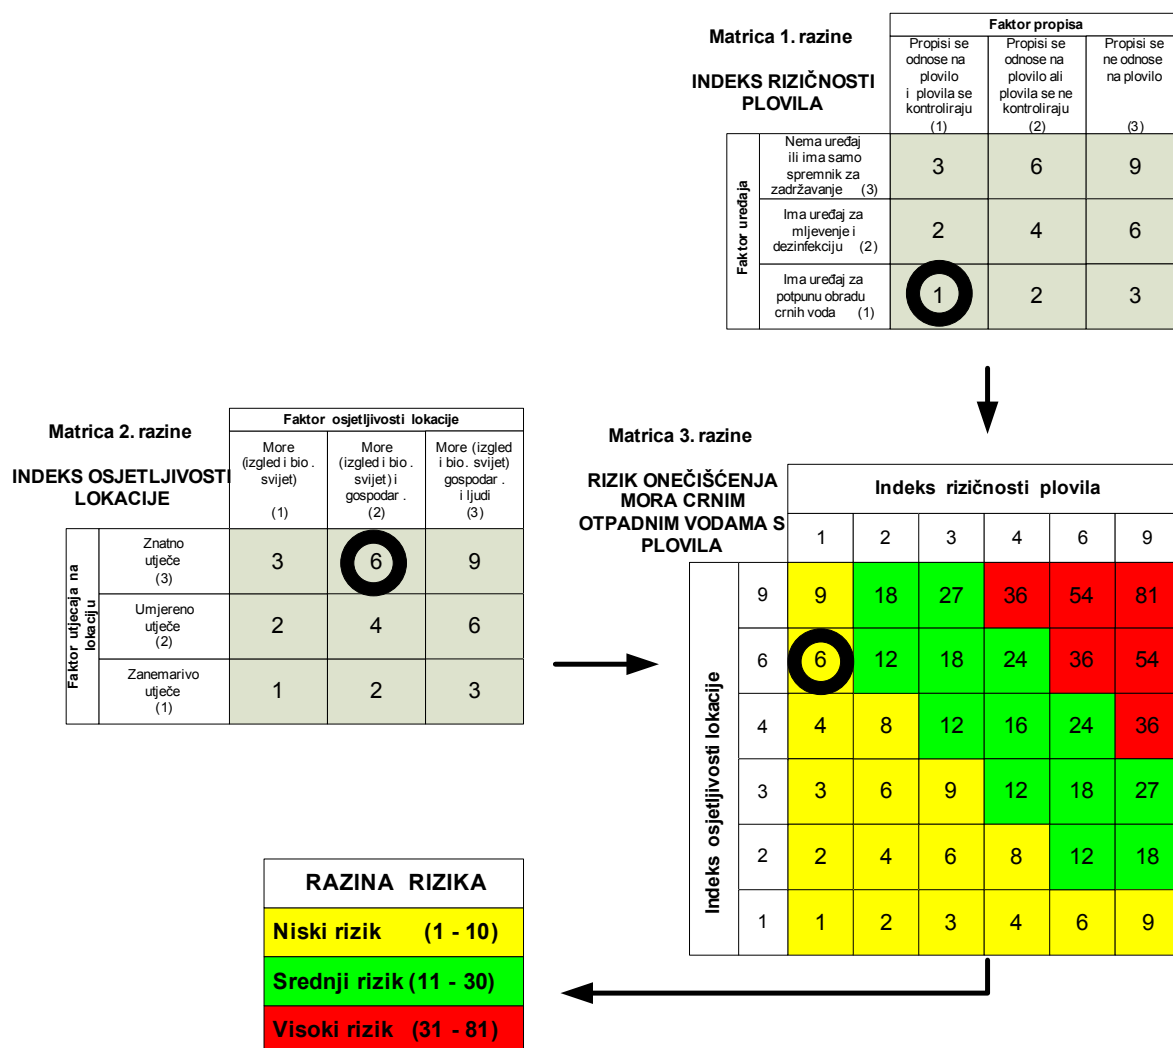 Matrica 1. razine
INDEKS RIZIČNOSTI
PLOVILA
Faktor propisa
Propisi se
odnose na
plovilo
i plovila se
kontroliraju
(1)
Propisi se
odnose na
plovilo ali
plovila se ne
kontroliraju
(2)
Propisi se
ne odnose
na plovilo
(3)
Faktor uređaja
Nema uređaj
ili ima samo
spremnik za
zadržavanje (3)
3 6 9
Ima uređaj za
mljevenje i
dezinfekciju (2)
2 4 6
Ima uređaj za
potpunu obradu
crnih voda (1)
1 2 3
Matrica 2. razine
INDEKS OSJETLJIVOSTI
LOKACIJE
Faktor osjetljivosti lokacije
More
(izgled i bio.
svijet)
(1)
More
(izgled i bio.
svijet) i
gospodar.
(2)
More (izgled
i bio. svijet)
gospodar.
i ljudi
(3)
Faktor utjecaja na
lokaciju
Znatno
utječe
(3)
3 6 9
Umjereno
utječe
(2)
2 4 6
Zanemarivo
utječe
(1)
1 2 3
Matrica 3. razine
RIZIK ONEČIŠĆENJA
MORA CRNIM
OTPADNIM VODAMA S
PLOVILA
Indeks rizičnosti plovila
1 2 3 4 6 9
Indeks osjetljivosti lokacije
9 9 18 27 36 54 81
6 6 12 18 24 36 54
4 4 8 12 16 24 36
3 3 6 9 12 18 27
2 2 4 6 8 12 18
1 1 2 3 4 6 9
RAZINA RIZIKA
Niski rizik (1 - 10)
Srednji rizik (11 - 30)
Visoki rizik (31 - 81)